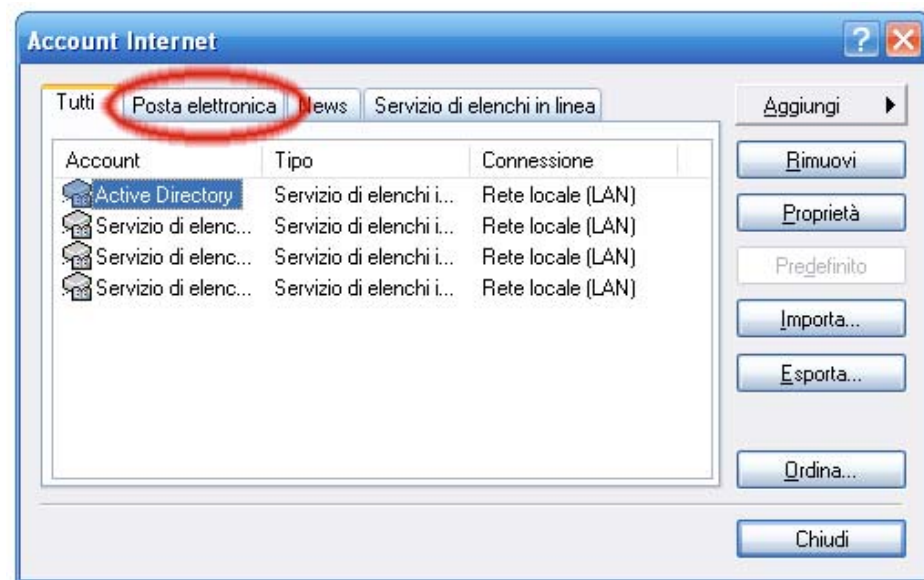 Account Internet
Tutti Posta elettronica News Servizio di elenchi in linea
Aggiungi
Account Tipo Connessione
Rimuovi
Active Directory Servizio di elenchi i... Rete locale (LAN)
Proprietà
Servizio di elenc... Servizio di elenchi i... Rete locale (LAN)
Servizio di elenc... Servizio di elenchi i... Rete locale (LAN)
Predefinito
Servizio di elenc... Servizio di elenchi i... Rete locale (LAN)
Importa...
Esporta...
Ordina...
Chiudi